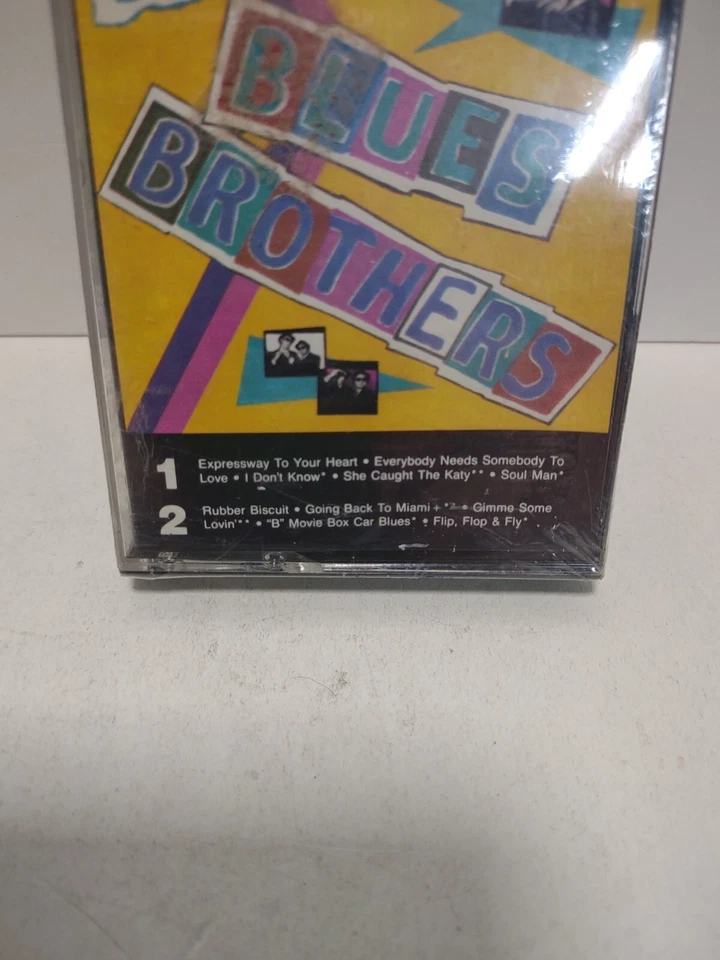 BLUES
BROTHERS
1 Expressway To Your Heart • Everybody Needs Somebody To
Love • I Don't Know* • She Caught The Katy** • Soul Man*
2 Rubber Biscuit • Going Back To Miami+** • Gimme Some
Lovin'** • "B" Movie Box Car Blues* • Flip, Flop & Fly*